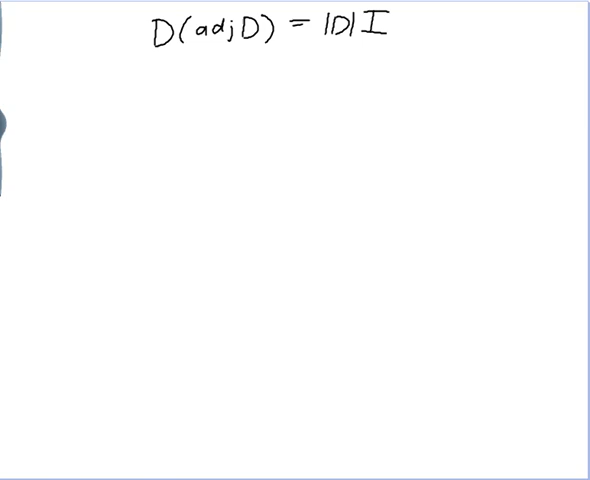 D(adjD) = |D| I